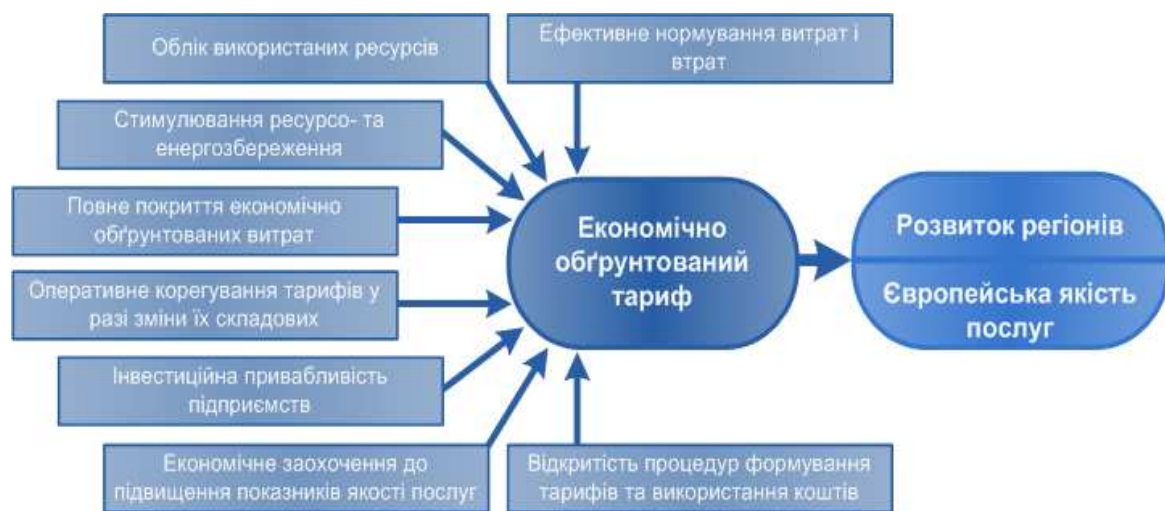 Облік використаних ресурсів
Ефективне нормування витрат і
втрат
Стимулювання ресурсо- та
енергозбереження
Повне покриття економічно
обґрунтованих витрат
Оперативне корегування тарифів у
разі зміни їх складових
Інвестиційна привабливість
підприємств
Економічне заохочення до
підвищення показників якості послуг
Відкритість процедур формування
тарифів та використання коштів
Економічно
обґрунтований
тариф
Розвиток регіонів
Європейська якість
послуг